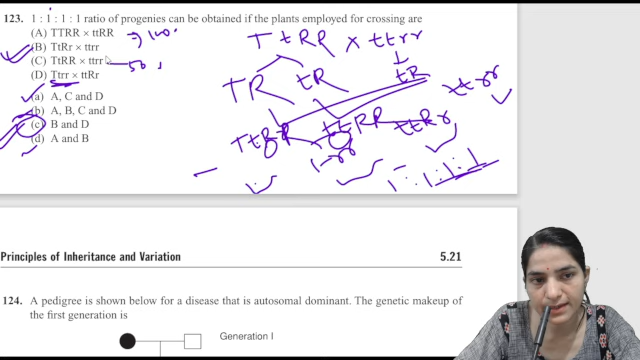 123. 1 : 1 : 1 : 1 ratio of progenies can be obtained if the plants employed for crossing are
(A) TTRR × ttRR
(B) TtRr × ttrr
(C) TtRR × ttrr
50
(D) Ttrr × ttRr
(a) A, C and D
(b) A, B, C and D
(c) B and D
(d) A and B
TtRR × ttrr
TR tR tR
TtRR ttRR ttRr ttrr
1 : 1 : 1 : 1
Principles of Inheritance and Variation 5.21
124. A pedigree is shown below for a disease that is autosomal dominant. The genetic makeup of
the first generation is
Generation I